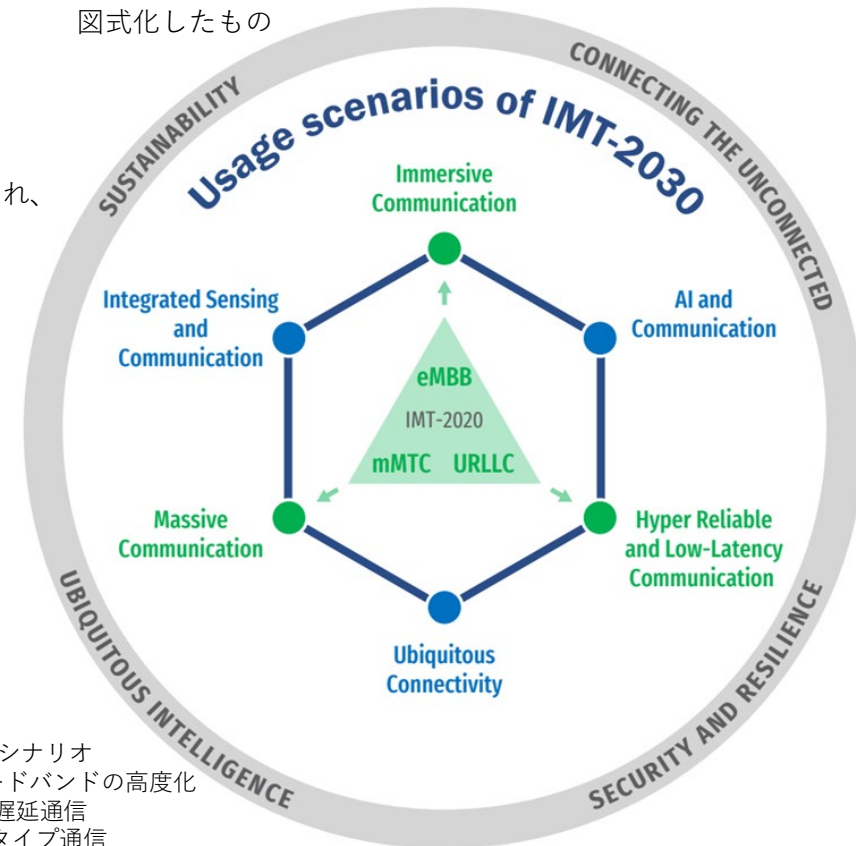 図式化したもの
SUSTAINABILITY
CONNECTING THE UNCONNECTED
Usage scenarios of IMT-2030
れ、
Immersive
Communication
Integrated Sensing
and
Communication
AI and
Communication
eMBB
IMT-2020
mMTC URLLC
Massive
Communication
Hyper Reliable
and Low-Latency
Communication
Ubiquitous
Connectivity
UBIQUITOUS INTELLIGENCE
SECURITY AND RESILIENCE
シナリオ
ードバンドの高度化
遅延通信
タイプ通信